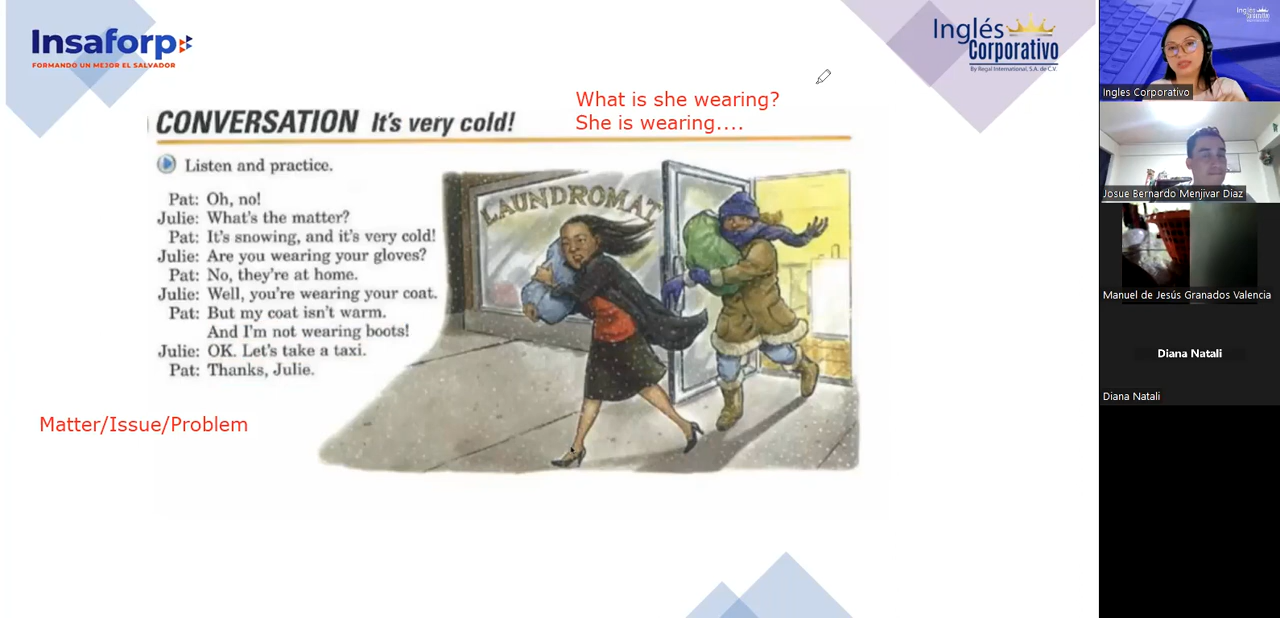 Insaforp
FORMANDO UN MEJOR EL SALVADOR
Inglés
Corporativo
By Regal International, S.A. de C.V.
What is she wearing?
She is wearing....
CONVERSATION It's very cold!
Listen and practice.
Pat: Oh, no!
Julie: What's the matter?
Pat: It's snowing, and it's very cold!
Julie: Are you wearing your gloves?
Pat: No, they're at home.
Julie: Well, you're wearing your coat.
Pat: But my coat isn't warm.
And I'm not wearing boots!
Julie: OK. Let's take a taxi.
Pat: Thanks, Julie.
LAUNDROMAT
Matter/Issue/Problem
Ingles Corporativo
Josue Bernardo Menjivar Diaz
Manuel de Jesús Granados Valencia
Diana Natali
Diana Natali